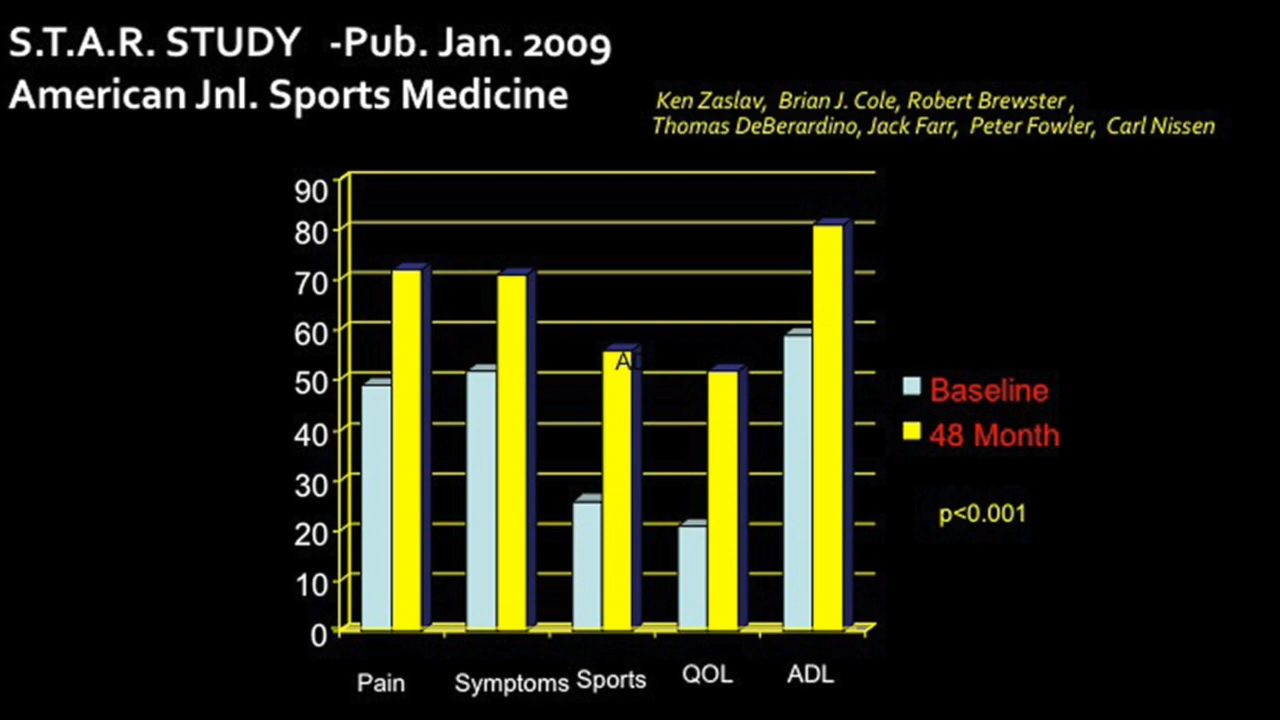 S.T.A.R. STUDY -Pub. Jan. 2009
American Jnl. Sports Medicine
Ken Zaslav, Brian J. Cole, Robert Brewster,
Thomas DeBerardino, Jack Farr, Peter Fowler, Carl Nissen
90
80
70
60
50
40
30
20
10
0
A
Baseline
48 Month
p<0.001
Pain Symptoms Sports QOL ADL